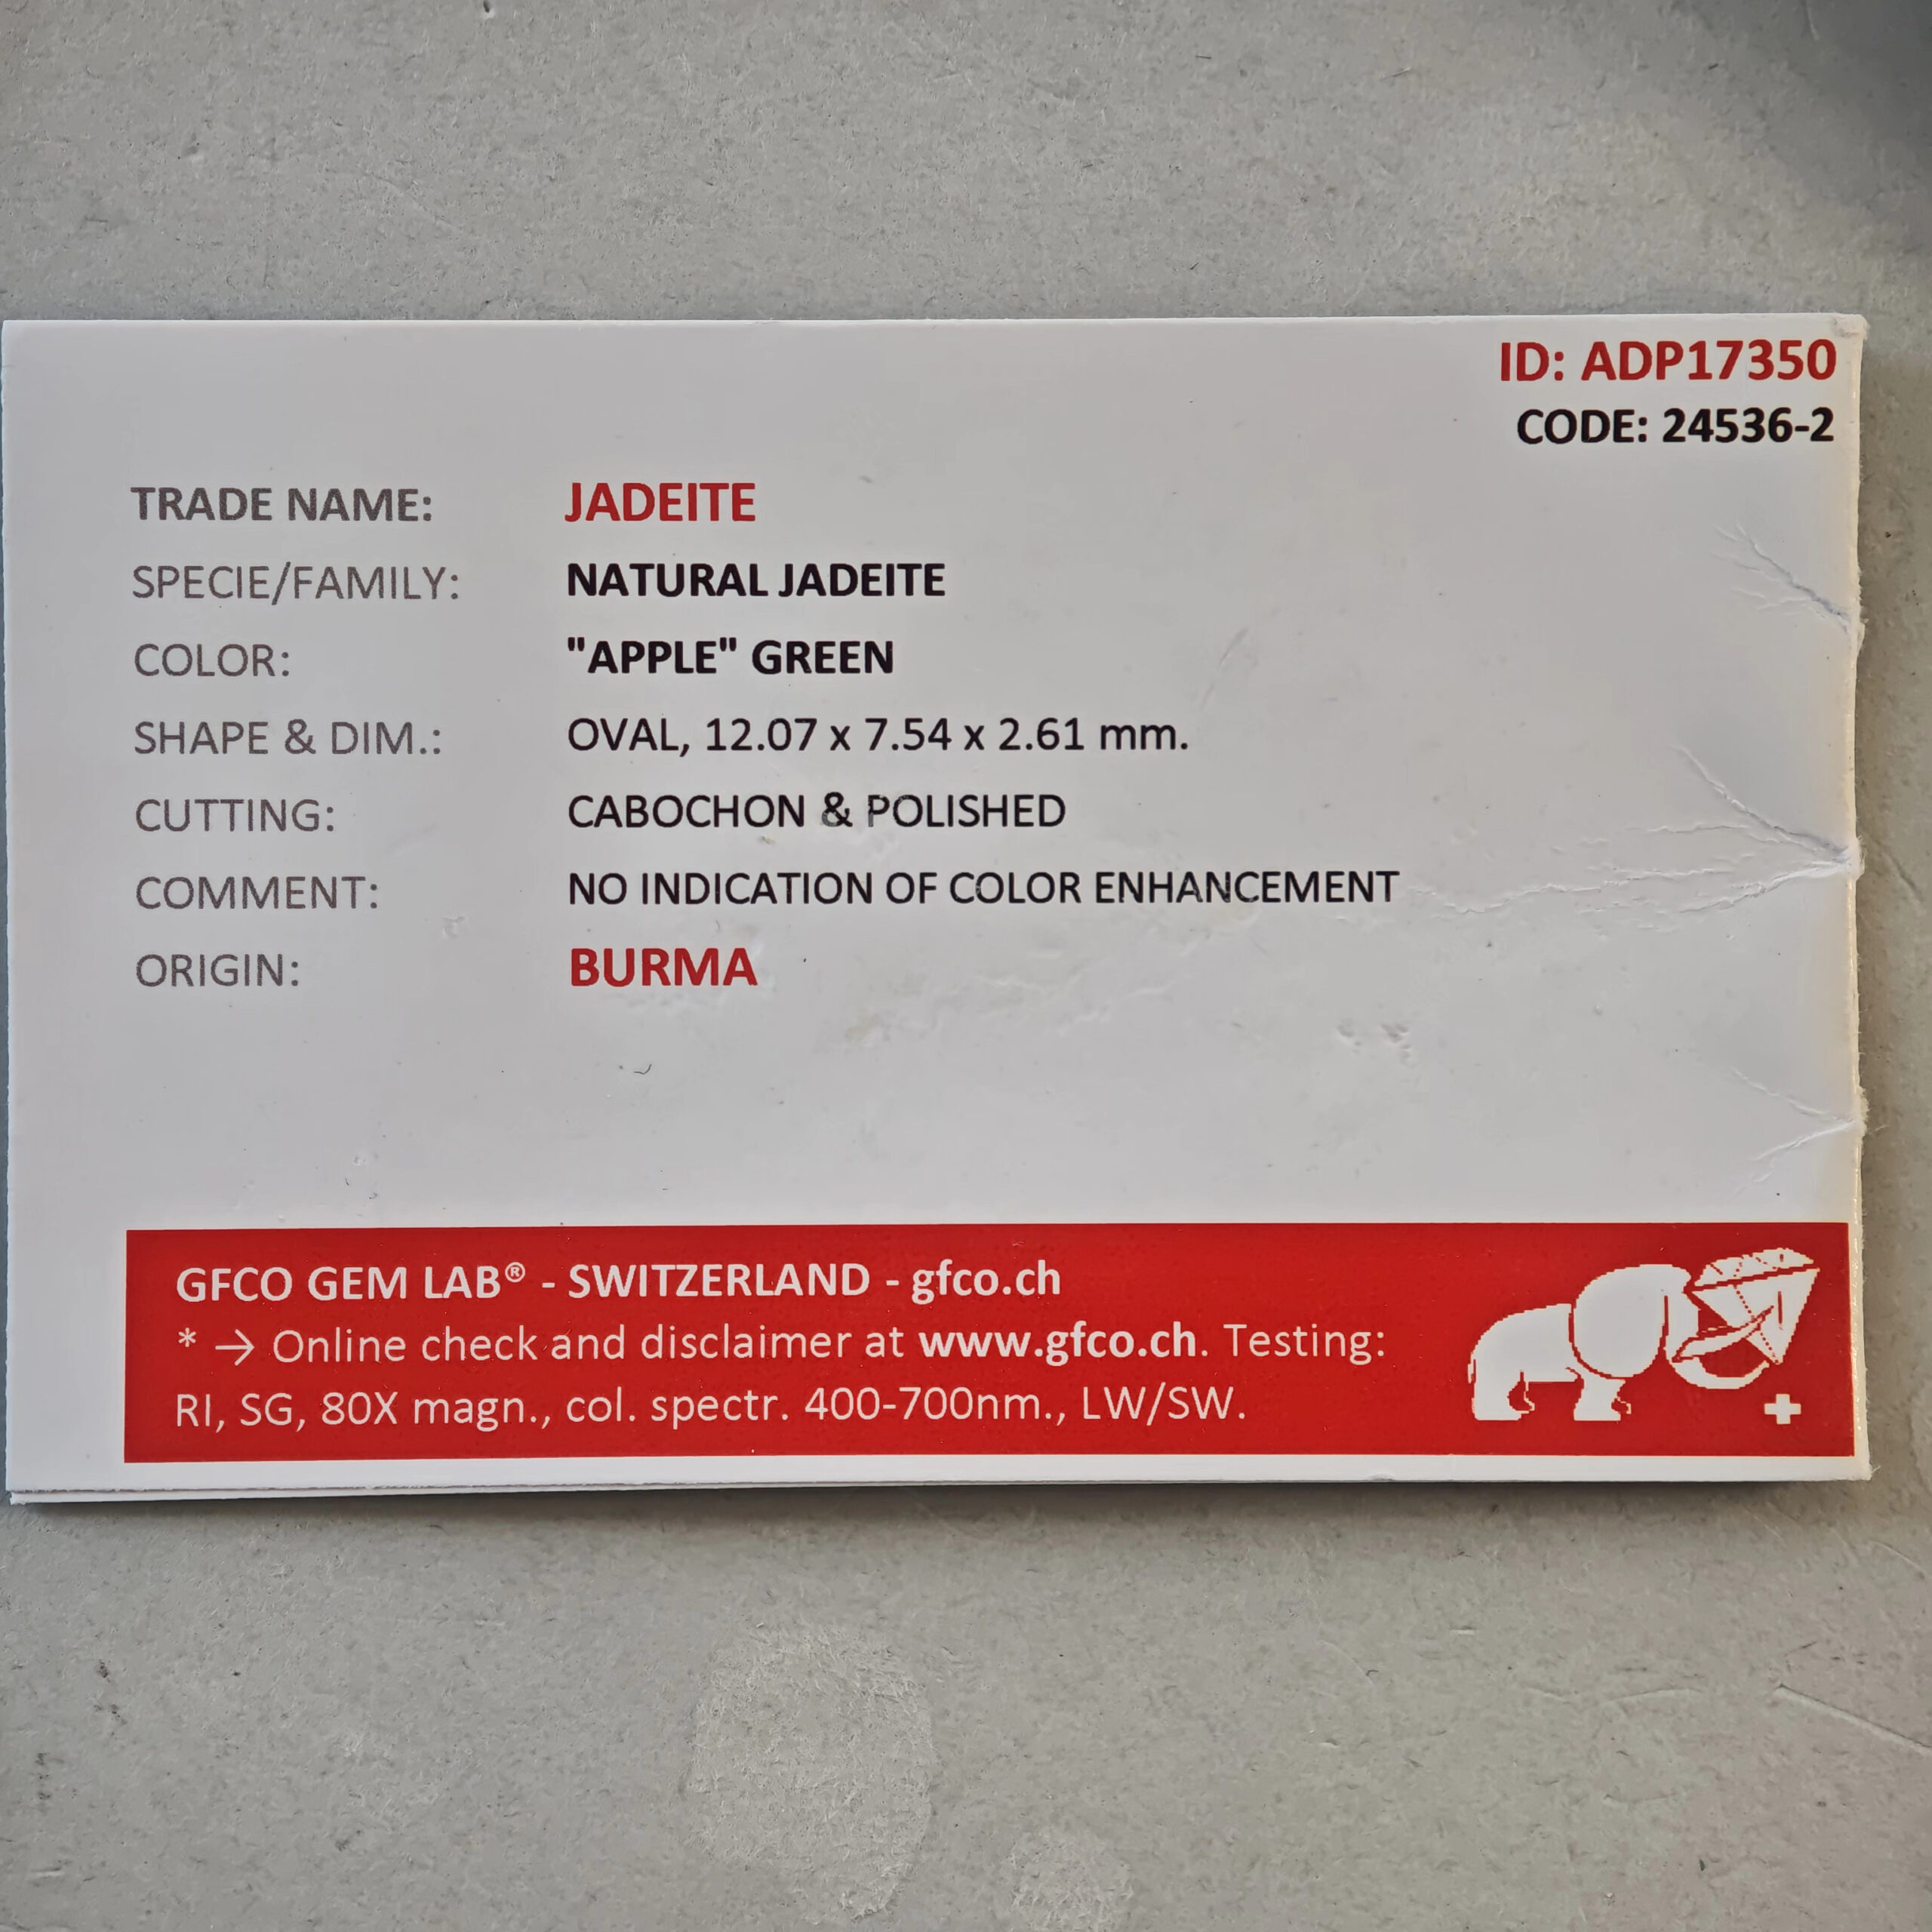 ID: ADP17350
CODE: 24536-2
TRADE NAME: JADEITE
SPECIE/FAMILY: NATURAL JADEITE
COLOR: "APPLE" GREEN
SHAPE & DIM.: OVAL, 12.07 x 7.54 x 2.61 mm.
CUTTING: CABOCHON & POLISHED
COMMENT: NO INDICATION OF COLOR ENHANCEMENT
ORIGIN: BURMA
GFCO GEM LAB® - SWITZERLAND - gfco.ch
* → Online check and disclaimer at www.gfco.ch. Testing:
RI, SG, 80X magn., col. spectr. 400-700nm., LW/SW.